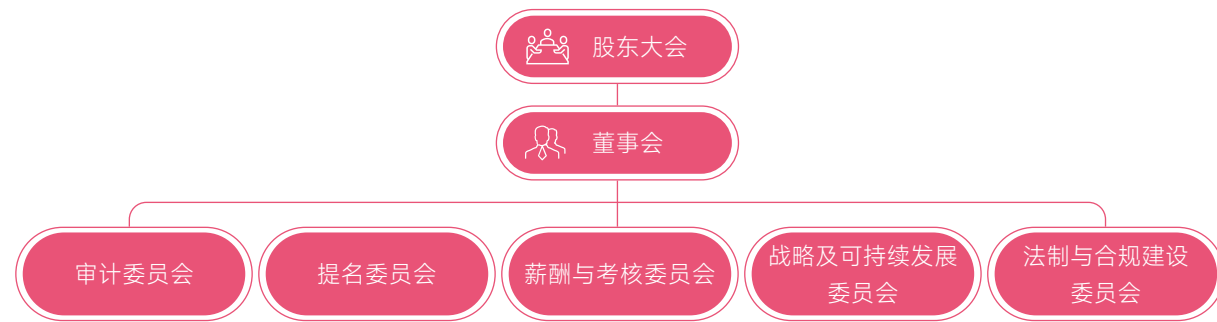 股东大会
董事会
审计委员会
提名委员会
薪酬与考核委员会
战略及可持续发展
委员会
法制与合规建设
委员会